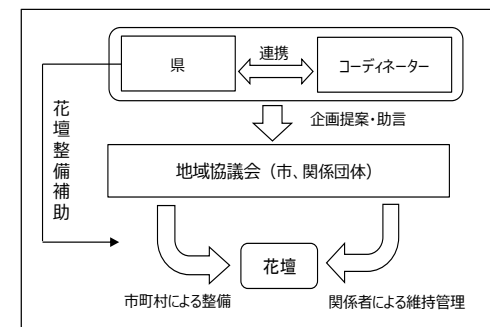 県
連携
コーディネーター
企画提案・助言
花壇整備補助
地域協議会（市、関係団体）
花壇
市町村による整備
関係者による維持管理